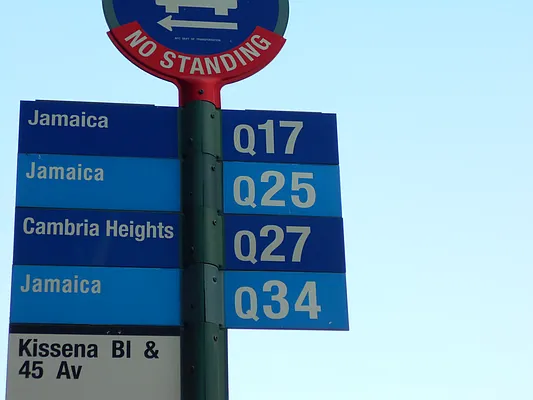 NO STANDING
Jamaica Q17
Jamaica Q25
Cambria Heights Q27
Jamaica Q34
Kissena Bl &
45 Av